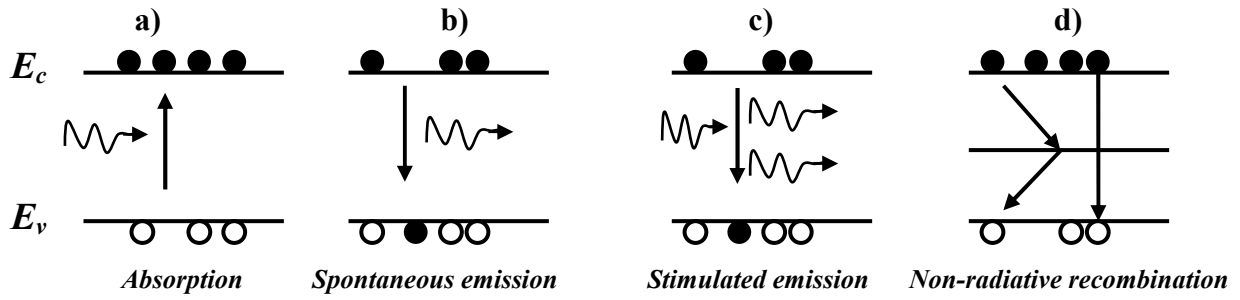 a) b) c) d)
E_c
E_v
Absorption Spontaneous emission Stimulated emission Non-radiative recombination